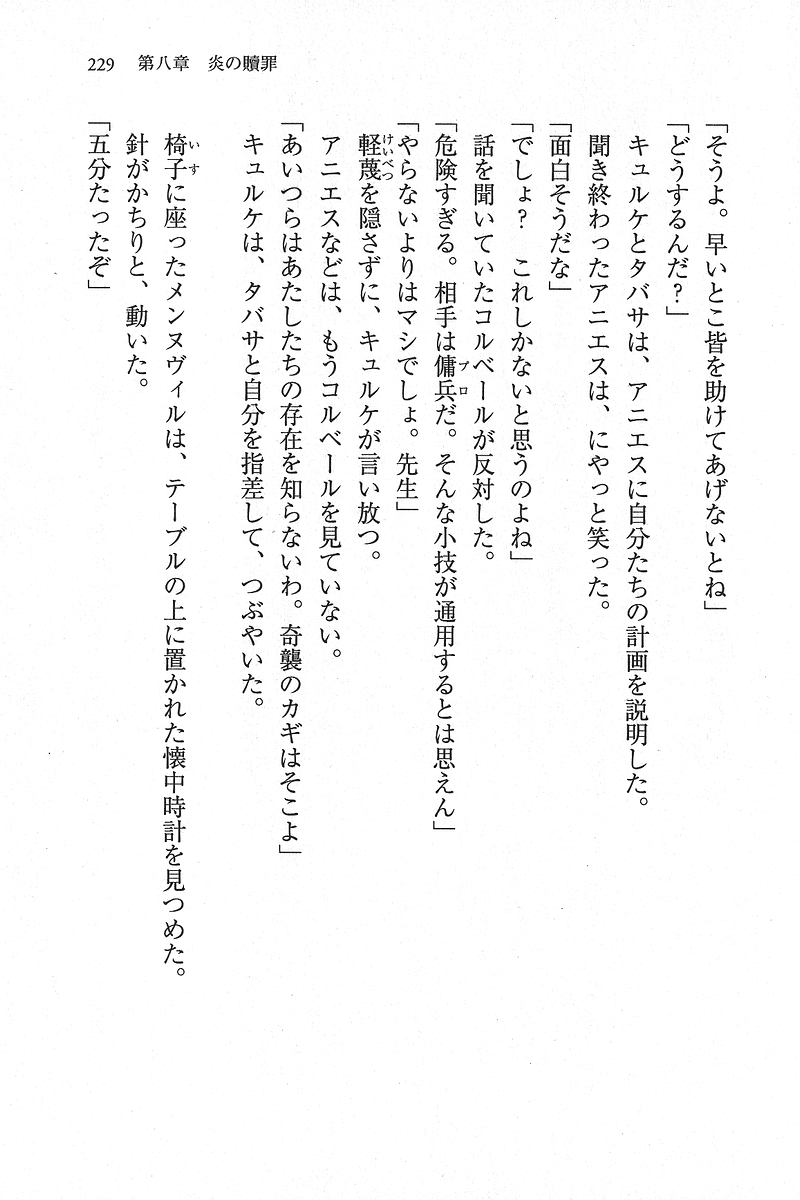 229　第八章　炎の贖罪
「そうよ。早いとこ皆を助けてあげないとね」
「どうするんだ？」
キュルケとタバサは、アニエスに自分たちの計画を説明した。
聞き終わったアニエスは、にやっと笑った。
「面白そうだな」
「でしょ？　これしかないと思うのよね」
話を聞いていたコルベールが反対した。
「危険すぎる。相手は傭兵プロだ。そんな小技が通用するとは思えん」
「やらないよりはマシでしょ。先生」
軽蔑けいべつを隠さずに、キュルケが言い放つ。
アニエスなどは、もうコルベールを見ていない。
「あいつらはあたしたちの存在を知らないわ。奇襲のカギはそこよ」
キュルケは、タバサと自分を指差して、つぶやいた。
椅子いすに座ったメンヌヴィルは、テーブルの上に置かれた懐中時計を見つめた。
針がかちりと、動いた。
「五分たったぞ」